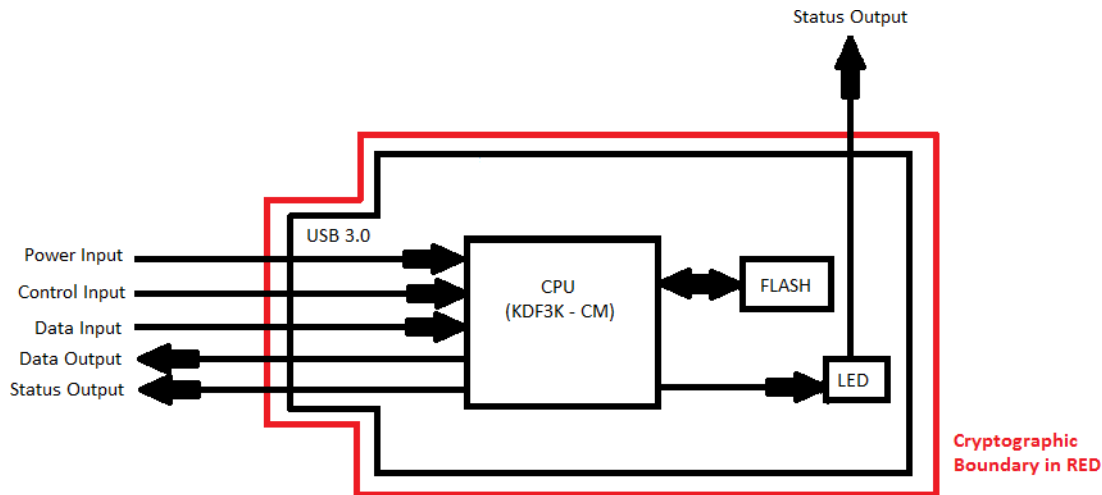 Status Output
USB 3.0
Power Input
Control Input
Data Input
Data Output
Status Output
CPU
(KDF3K - CM)
FLASH
LED
Cryptographic
Boundary in RED